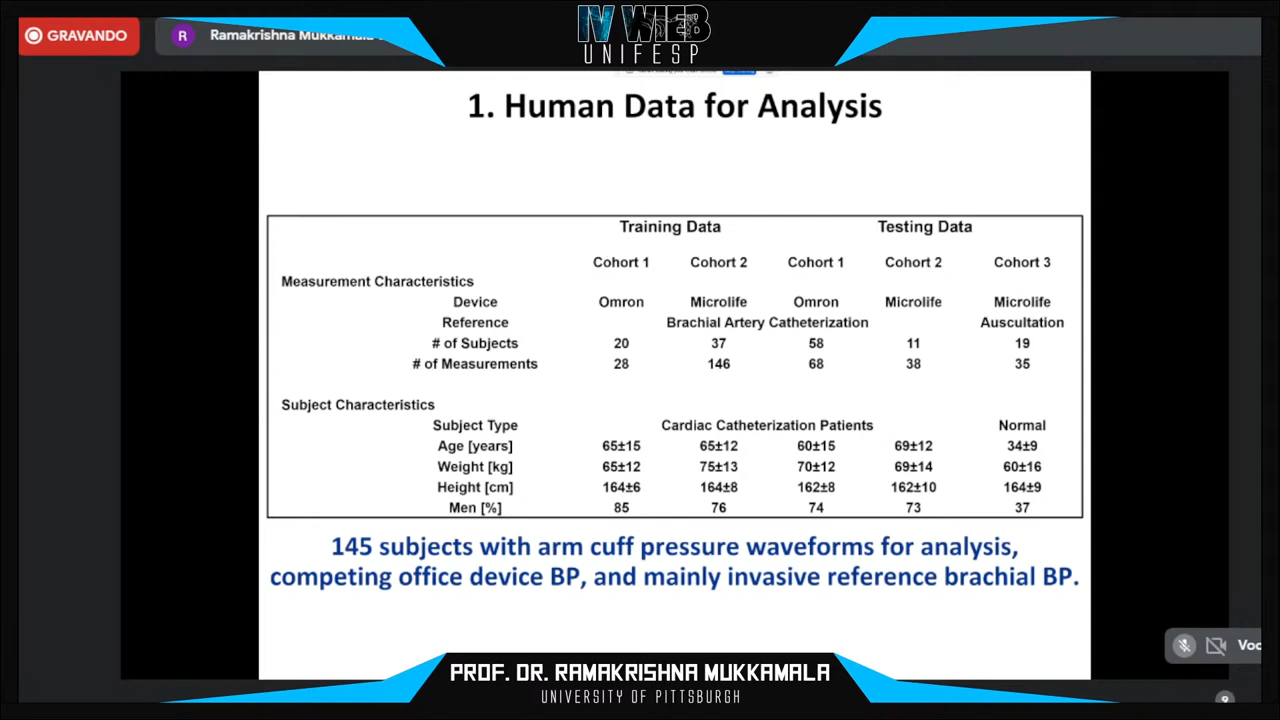 GRAVANDO
R
Ramakrishna Mukkamala
IV WEB
UNIFESP
1. Human Data for Analysis
Training Data Testing Data
Cohort 1 Cohort 2 Cohort 1 Cohort 2 Cohort 3
Measurement Characteristics
Device Omron Microlife Omron Microlife Microlife
Reference Brachial Artery Catheterization Auscultation
# of Subjects 20 37 58 11 19
# of Measurements 28 146 68 38 35
Subject Characteristics
Subject Type Cardiac Catheterization Patients Normal
Age [years] 65±15 65±12 60±15 69±12 34±9
Weight [kg] 65±12 75±13 70±12 69±14 60±16
Height [cm] 164±6 164±8 162±8 162±10 164±9
Men [%] 85 76 74 73 37
145 subjects with arm cuff pressure waveforms for analysis,
competing office device BP, and mainly invasive reference brachial BP.
Voc
PROF. DR. RAMAKRISHNA MUKKAMALA
UNIVERSITY OF PITTSBURGH